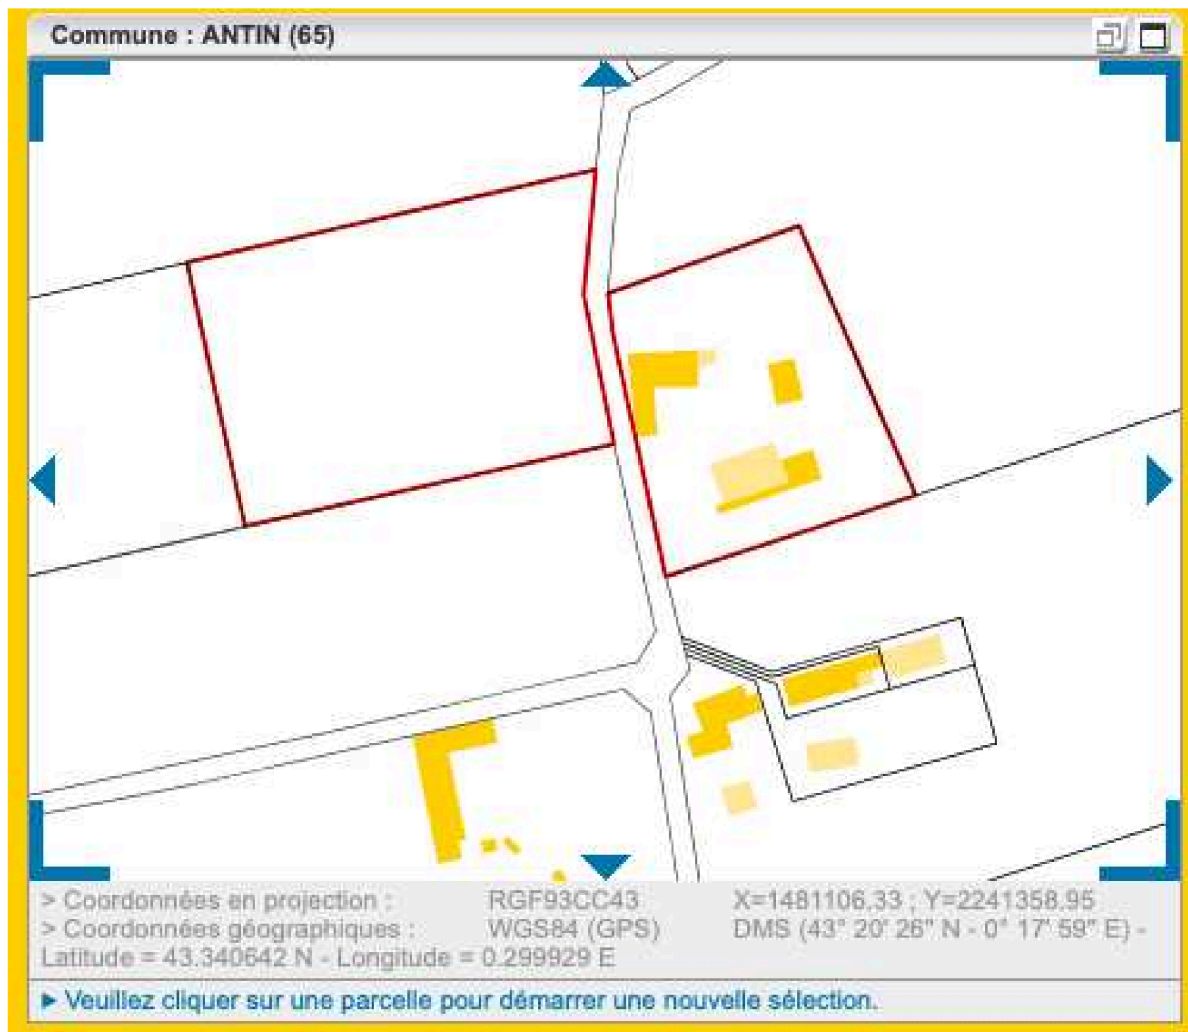 Commune : ANTIN (65)
> Coordonnées en projection : RGF93CC43 X=1481106.33 ; Y=2241358.95
> Coordonnées géographiques : WGS84 (GPS) DMS (43° 20' 26" N - 0° 17' 59" E) -
Latitude = 43.340642 N - Longitude = 0.299929 E
► Veuillez cliquer sur une parcelle pour démarrer une nouvelle sélection.